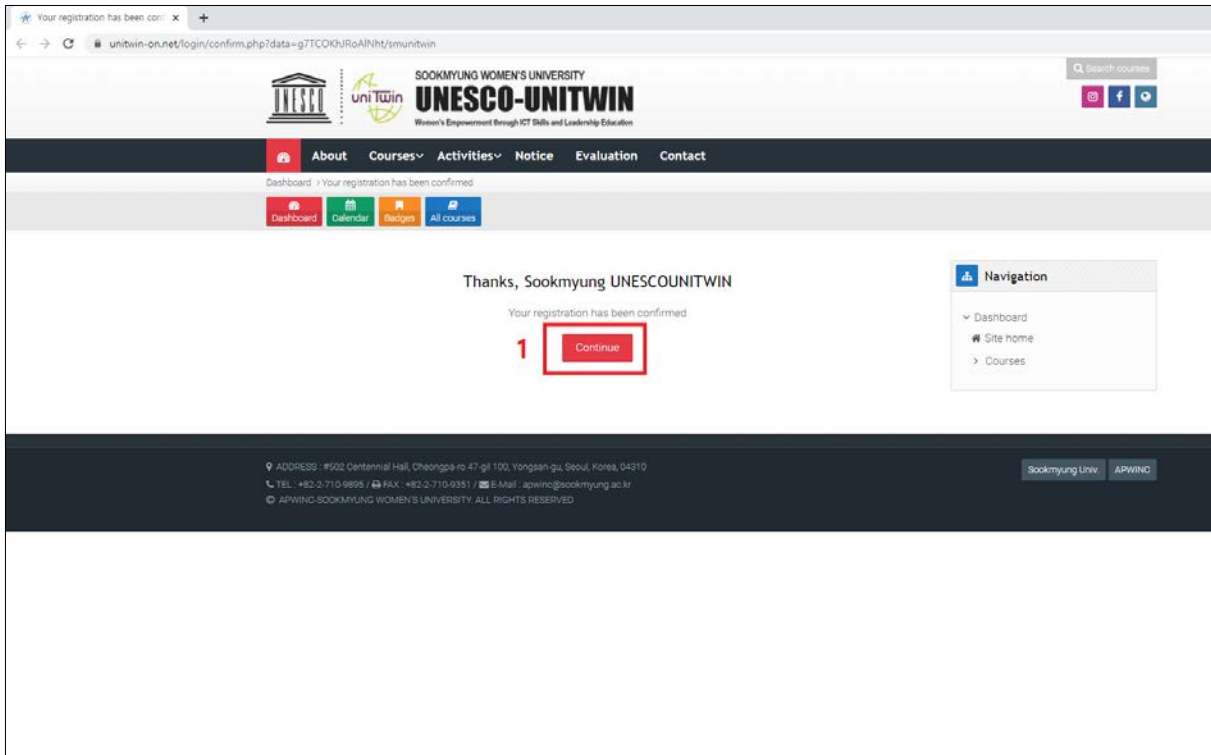 Your registration has been con
unitwin-on.net/login/confirm.php?data=g7TCOKhJRoAlNht/smunitwin
UNESCO
uniTwin
SOOKMYUNG WOMEN'S UNIVERSITY
UNESCO-UNITWIN
Women's Empowerment through ICT Skills and Leadership Education
Search courses
About Courses Activities Notice Evaluation Contact
Dashboard > Your registration has been confirmed
Dashboard Calendar Badges All courses
Thanks, Sookmyung UNESCOUNITWIN
Your registration has been confirmed
1 Continue
Navigation
Dashboard
Site home
Courses
ADDRESS : #502 Centennial Hall, Cheongpa-ro 47-gil 100, Yongsan-gu, Seoul, Korea, 04310
TEL : +82-2-710-9895 / FAX : +82-2-710-9351 / E-Mail : apwinc@sookmyung.ac.kr
© APWINC-SOOKMYUNG WOMEN'S UNIVERSITY. ALL RIGHTS RESERVED
Sookmyung Univ. APWINC